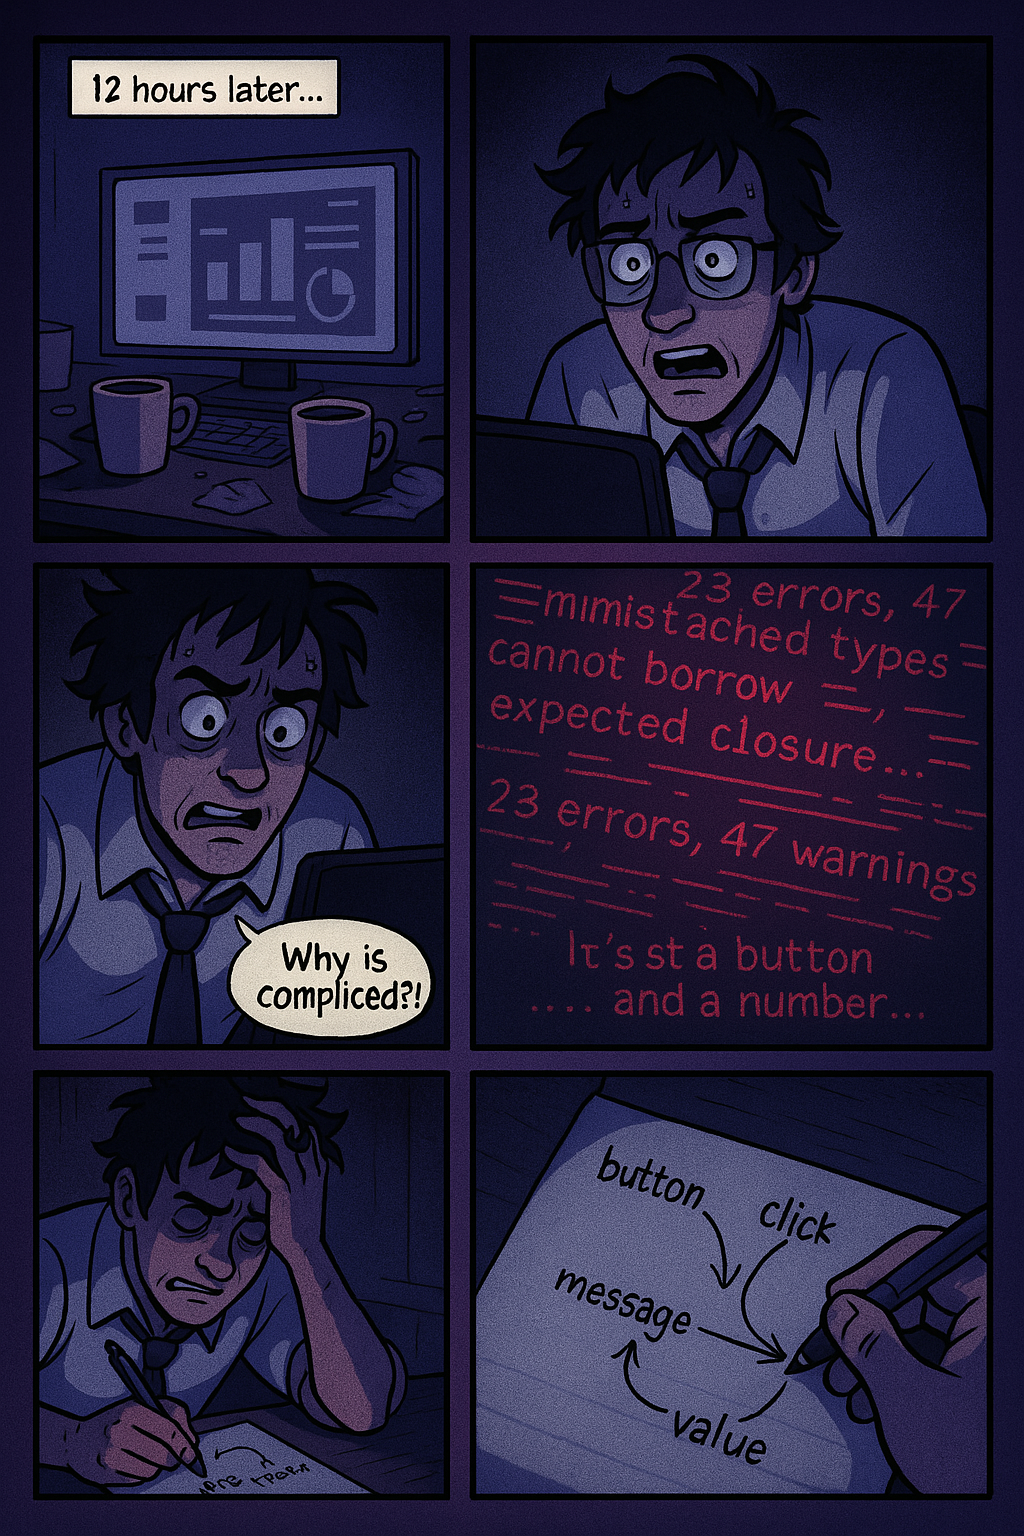 12 hours later...
23 errors, 47
mimistached types
cannot borrow
expected closure...
23 errors, 47 warnings
It's st a button
.... and a number...
Why is
compliced?!
button
click
message
value